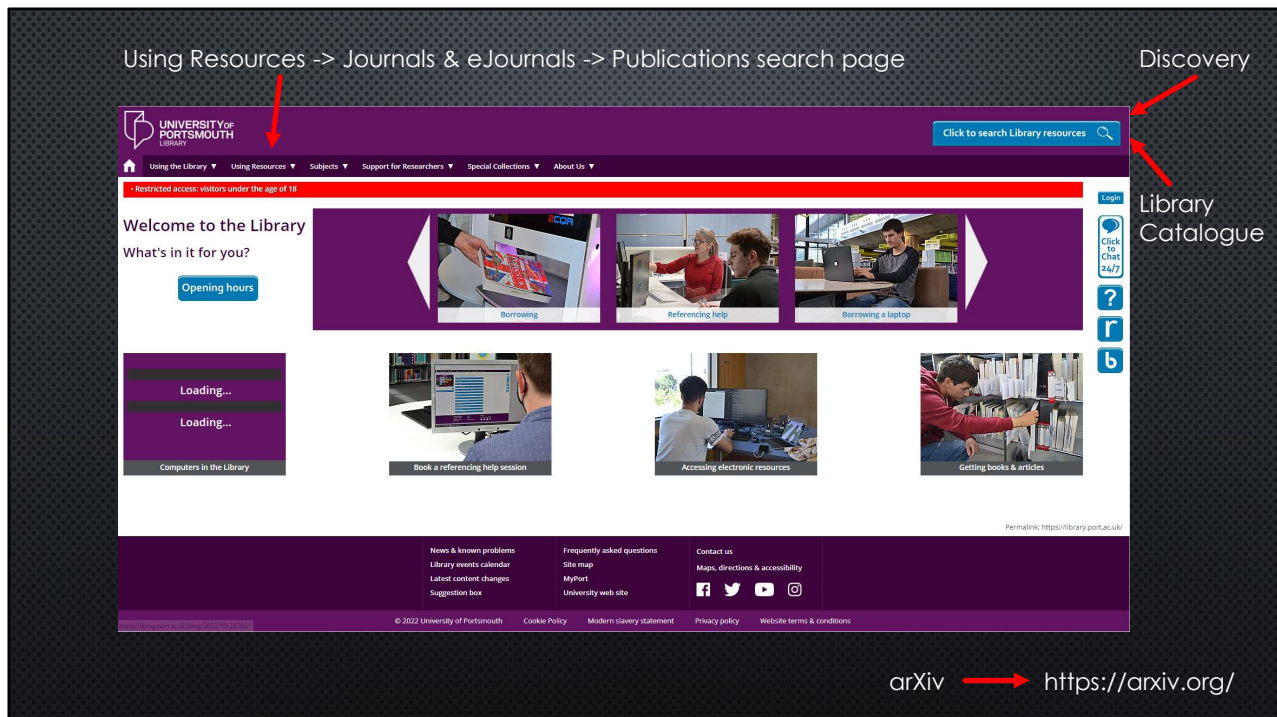 Using Resources -> Journals & eJournals -> Publications search page
Discovery
UNIVERSITY OF
PORTSMOUTH
LIBRARY
Click to search Library resources
Using the Library ▼ Using Resources ▼ Subjects ▼ Support for Researchers ▼ Special Collections ▼ About Us ▼
• Restricted access: visitors under the age of 18
Login
Library
Catalogue
Welcome to the Library
What's in it for you?
Opening hours
Click
to
Chat
24/7
?
r
b
Borrowing
Referencing help
Borrowing a laptop
Loading...
Loading...
Computers in the Library
Book a referencing help session
Accessing electronic resources
Getting books & articles
Permalink: https://library.port.ac.uk/
News & known problems
Library events calendar
Latest content changes
Suggestion box
Frequently asked questions
Site map
MyPort
University web site
Contact us
Maps, directions & accessibility
© 2022 University of Portsmouth Cookie Policy Modern slavery statement Privacy policy Website terms & conditions
arXiv https://arxiv.org/